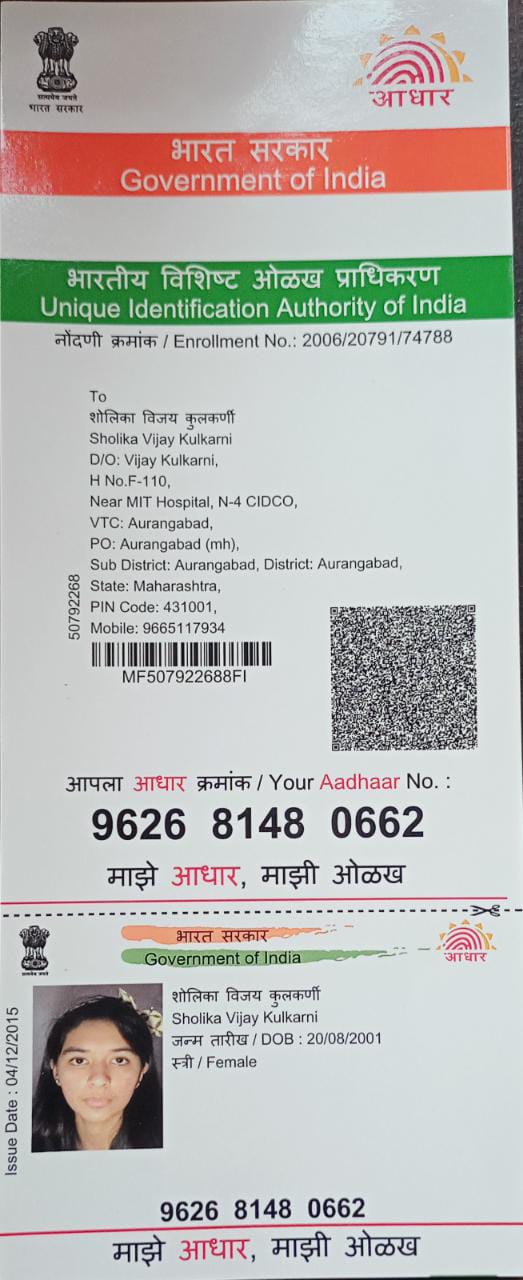 सत्यमेव जयते
भारत सरकार
आधार
भारत सरकार
Government of India
भारतीय विशिष्ट ओळख प्राधिकरण
Unique Identification Authority of India
नोंदणी क्रमांक / Enrollment No.: 2006/20791/74788
To
शोलिका विजय कुलकर्णी
Sholika Vijay Kulkarni
D/O: Vijay Kulkarni,
H No.F-110,
Near MIT Hospital, N-4 CIDCO,
VTC: Aurangabad,
PO: Aurangabad (mh),
Sub District: Aurangabad, District: Aurangabad,
State: Maharashtra,
PIN Code: 431001,
Mobile: 9665117934
50792268
MF507922688FI
आपला आधार क्रमांक / Your Aadhaar No. :
9626 8148 0662
माझे आधार, माझी ओळख
भारत सरकार
Government of India
आधार
Issue Date : 04/12/2015
शोलिका विजय कुलकर्णी
Sholika Vijay Kulkarni
जन्म तारीख / DOB : 20/08/2001
स्त्री / Female
9626 8148 0662
माझे आधार, माझी ओळख